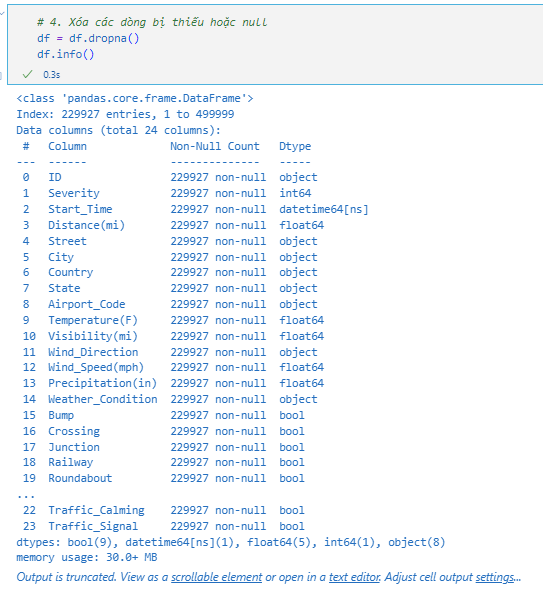 # 4. Xóa các dòng bị thiếu hoặc null
df = df.dropna()
df.info()
0.3s
<class 'pandas.core.frame.DataFrame'>
Index: 229927 entries, 1 to 499999
Data columns (total 24 columns):
 #   Column             Non-Null Count   Dtype
---  ------             --------------   -----
 0   ID                 229927 non-null  object
 1   Severity           229927 non-null  int64
 2   Start_Time         229927 non-null  datetime64[ns]
 3   Distance(mi)       229927 non-null  float64
 4   Street             229927 non-null  object
 5   City               229927 non-null  object
 6   Country            229927 non-null  object
 7   State              229927 non-null  object
 8   Airport_Code       229927 non-null  object
 9   Temperature(F)     229927 non-null  float64
 10  Visibility(mi)     229927 non-null  float64
 11  Wind_Direction     229927 non-null  object
 12  Wind_Speed(mph)    229927 non-null  float64
 13  Precipitation(in)  229927 non-null  float64
 14  Weather_Condition  229927 non-null  object
 15  Bump               229927 non-null  bool
 16  Crossing           229927 non-null  bool
 17  Junction           229927 non-null  bool
 18  Railway            229927 non-null  bool
 19  Roundabout         229927 non-null  bool
...
 22  Traffic_Calming    229927 non-null  bool
 23  Traffic_Signal     229927 non-null  bool
dtypes: bool(9), datetime64[ns](1), float64(5), int64(1), object(8)
memory usage: 30.0+ MB
Output is truncated. View as a scrollable element or open in a text editor. Adjust cell output settings...